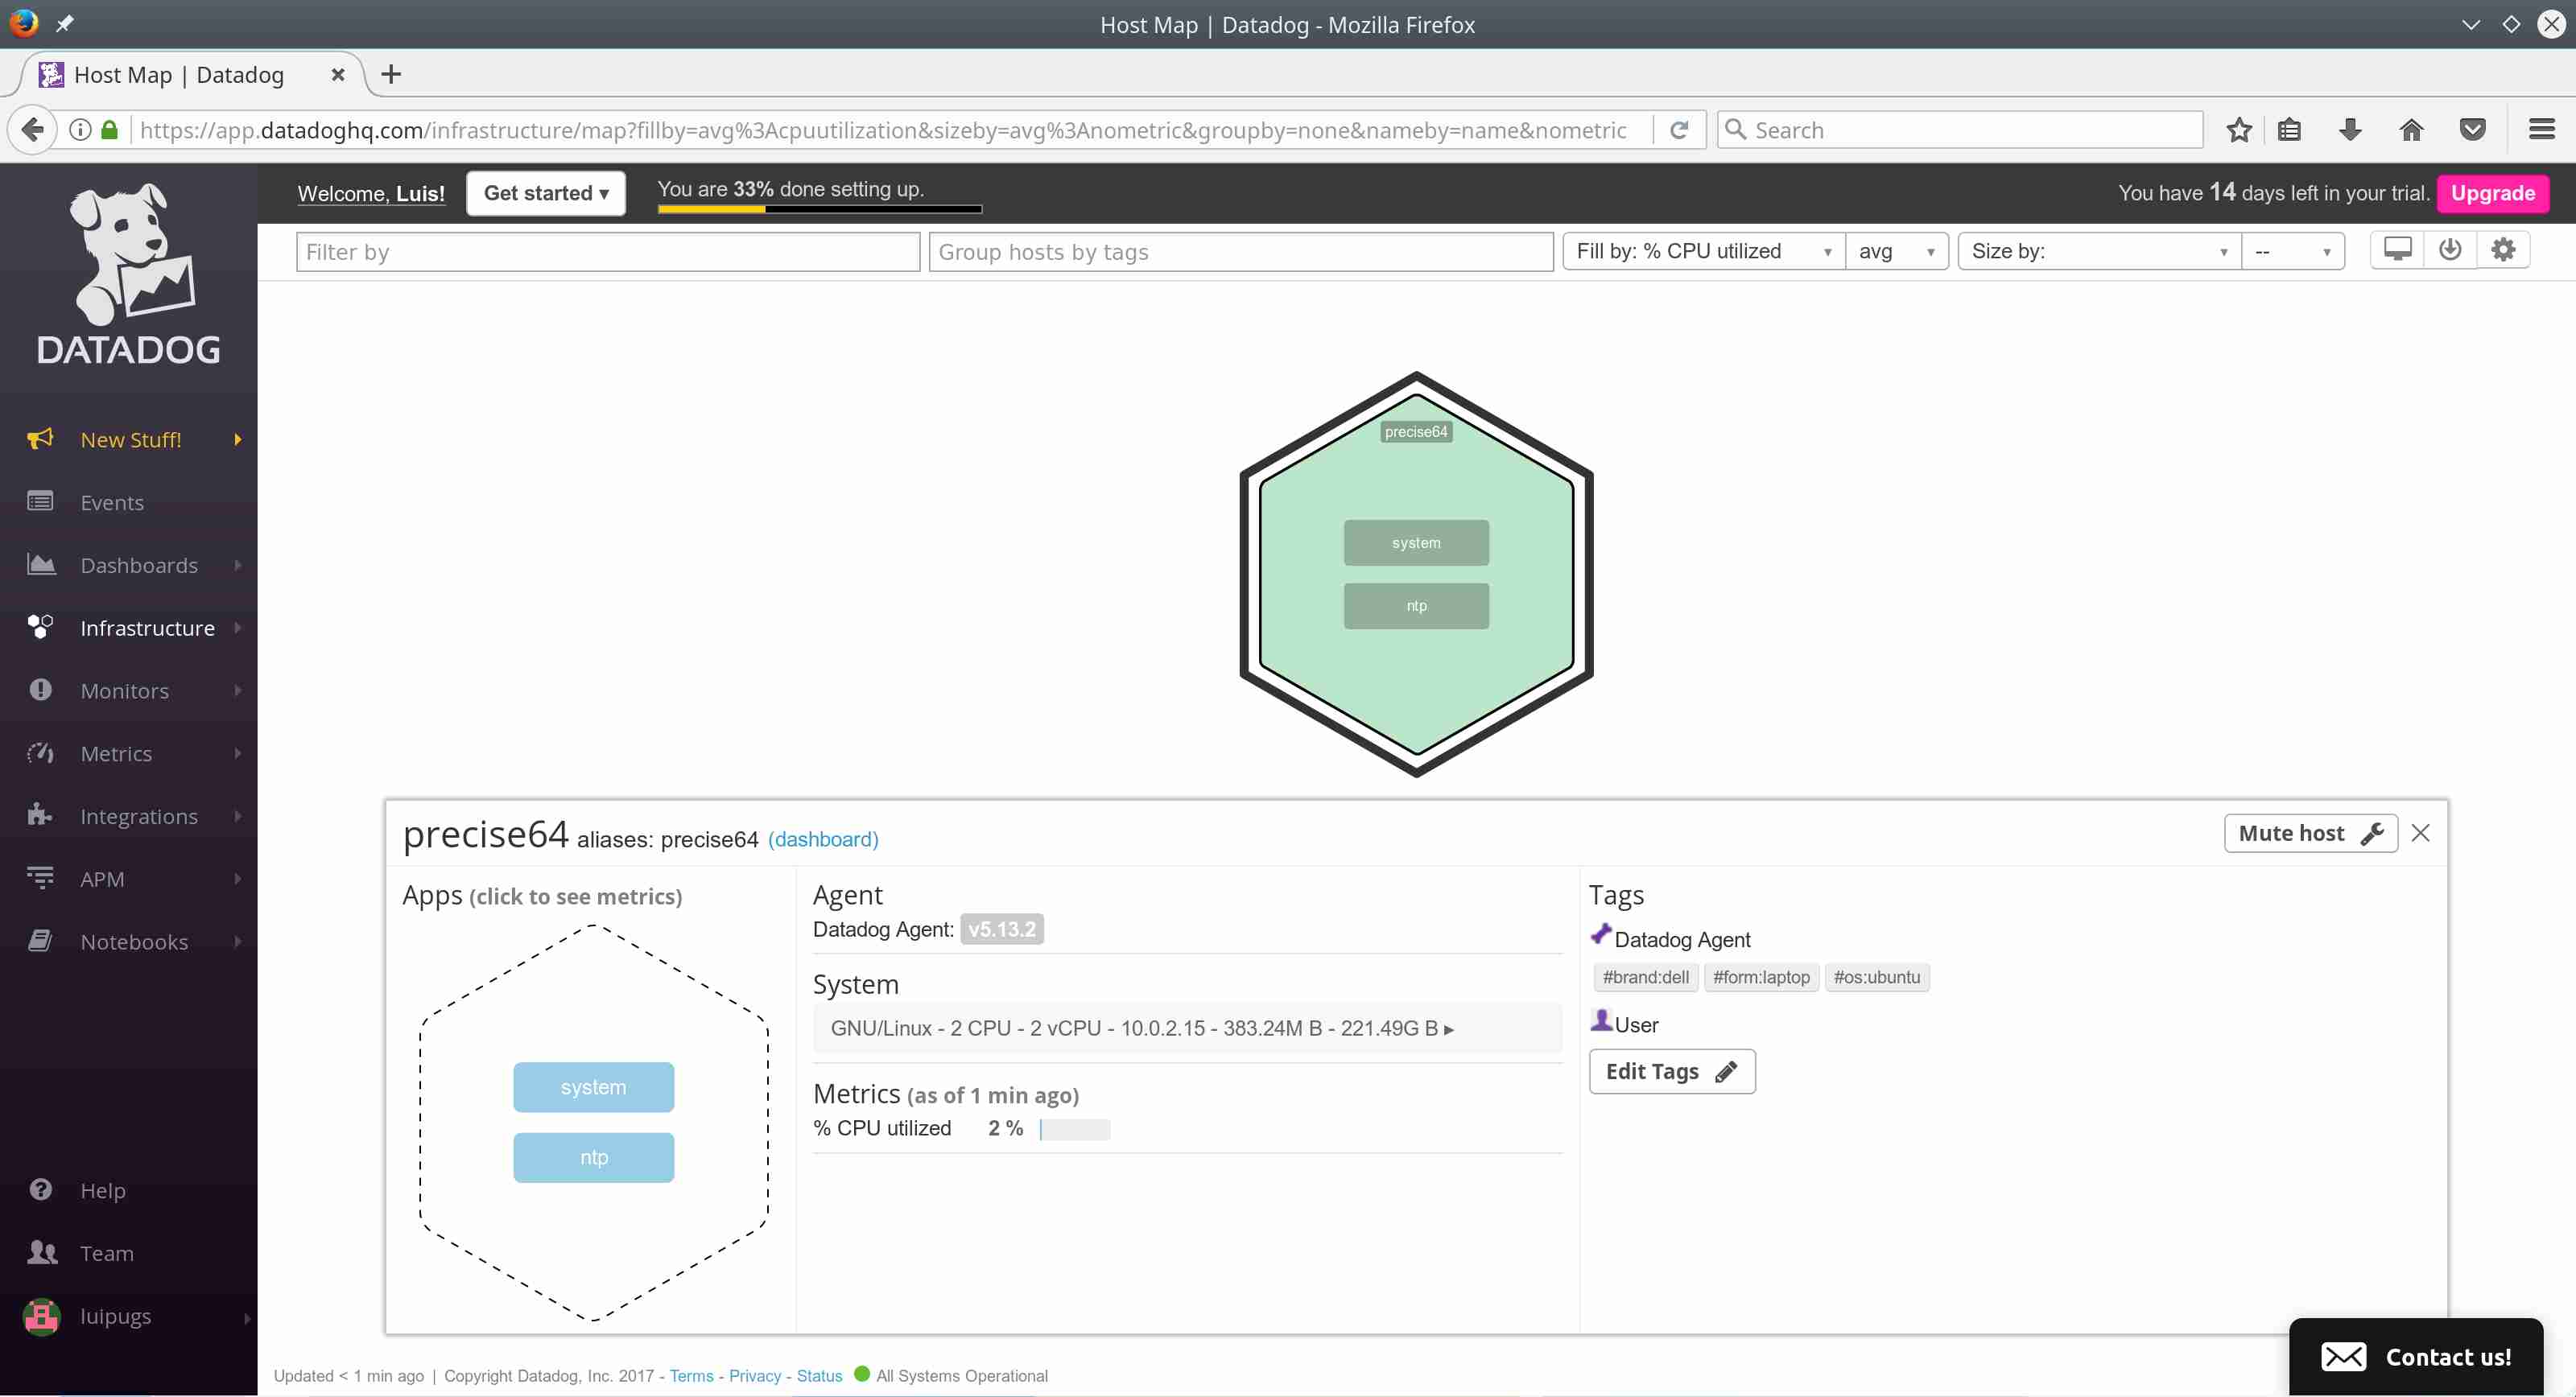 Host Map | Datadog - Mozilla Firefox
Host Map | Datadog
https://app.datadoghq.com/infrastructure/map?fillby=avg%3Acpuutilization&sizeby=avg%3Anometric&groupby=none&nameby=name&nometric
Search
DATADOG
New Stuff!
Events
Dashboards
Infrastructure
Monitors
Metrics
Integrations
APM
Notebooks
Help
Team
luipugs
Welcome, Luis!
Get started ▾
You are 33% done setting up.
You have 14 days left in your trial.
Upgrade
Filter by
Group hosts by tags
Fill by: % CPU utilized
avg
Size by:
--
precise64
system
ntp
precise64 aliases: precise64 (dashboard)
Mute host
Apps (click to see metrics)
system
ntp
Agent
Datadog Agent: v5.13.2
System
GNU/Linux - 2 CPU - 2 vCPU - 10.0.2.15 - 383.24M B - 221.49G B ▸
Metrics (as of 1 min ago)
% CPU utilized 2 %
Tags
Datadog Agent
#brand:dell #form:laptop #os:ubuntu
User
Edit Tags
Updated < 1 min ago | Copyright Datadog, Inc. 2017 - Terms - Privacy - Status All Systems Operational
Contact us!